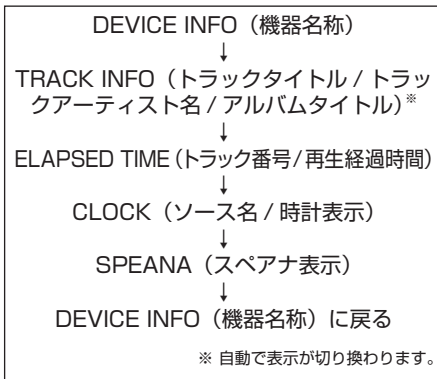 DEVICE INFO（機器名称）
↓
TRACK INFO（トラックタイトル / トラッ
クアーティスト名 / アルバムタイトル）※
↓
ELAPSED TIME（トラック番号/再生経過時間）
↓
CLOCK（ソース名 / 時計表示）
↓
SPEANA（スペアナ表示）
↓
DEVICE INFO（機器名称）に戻る
※ 自動で表示が切り換わります。